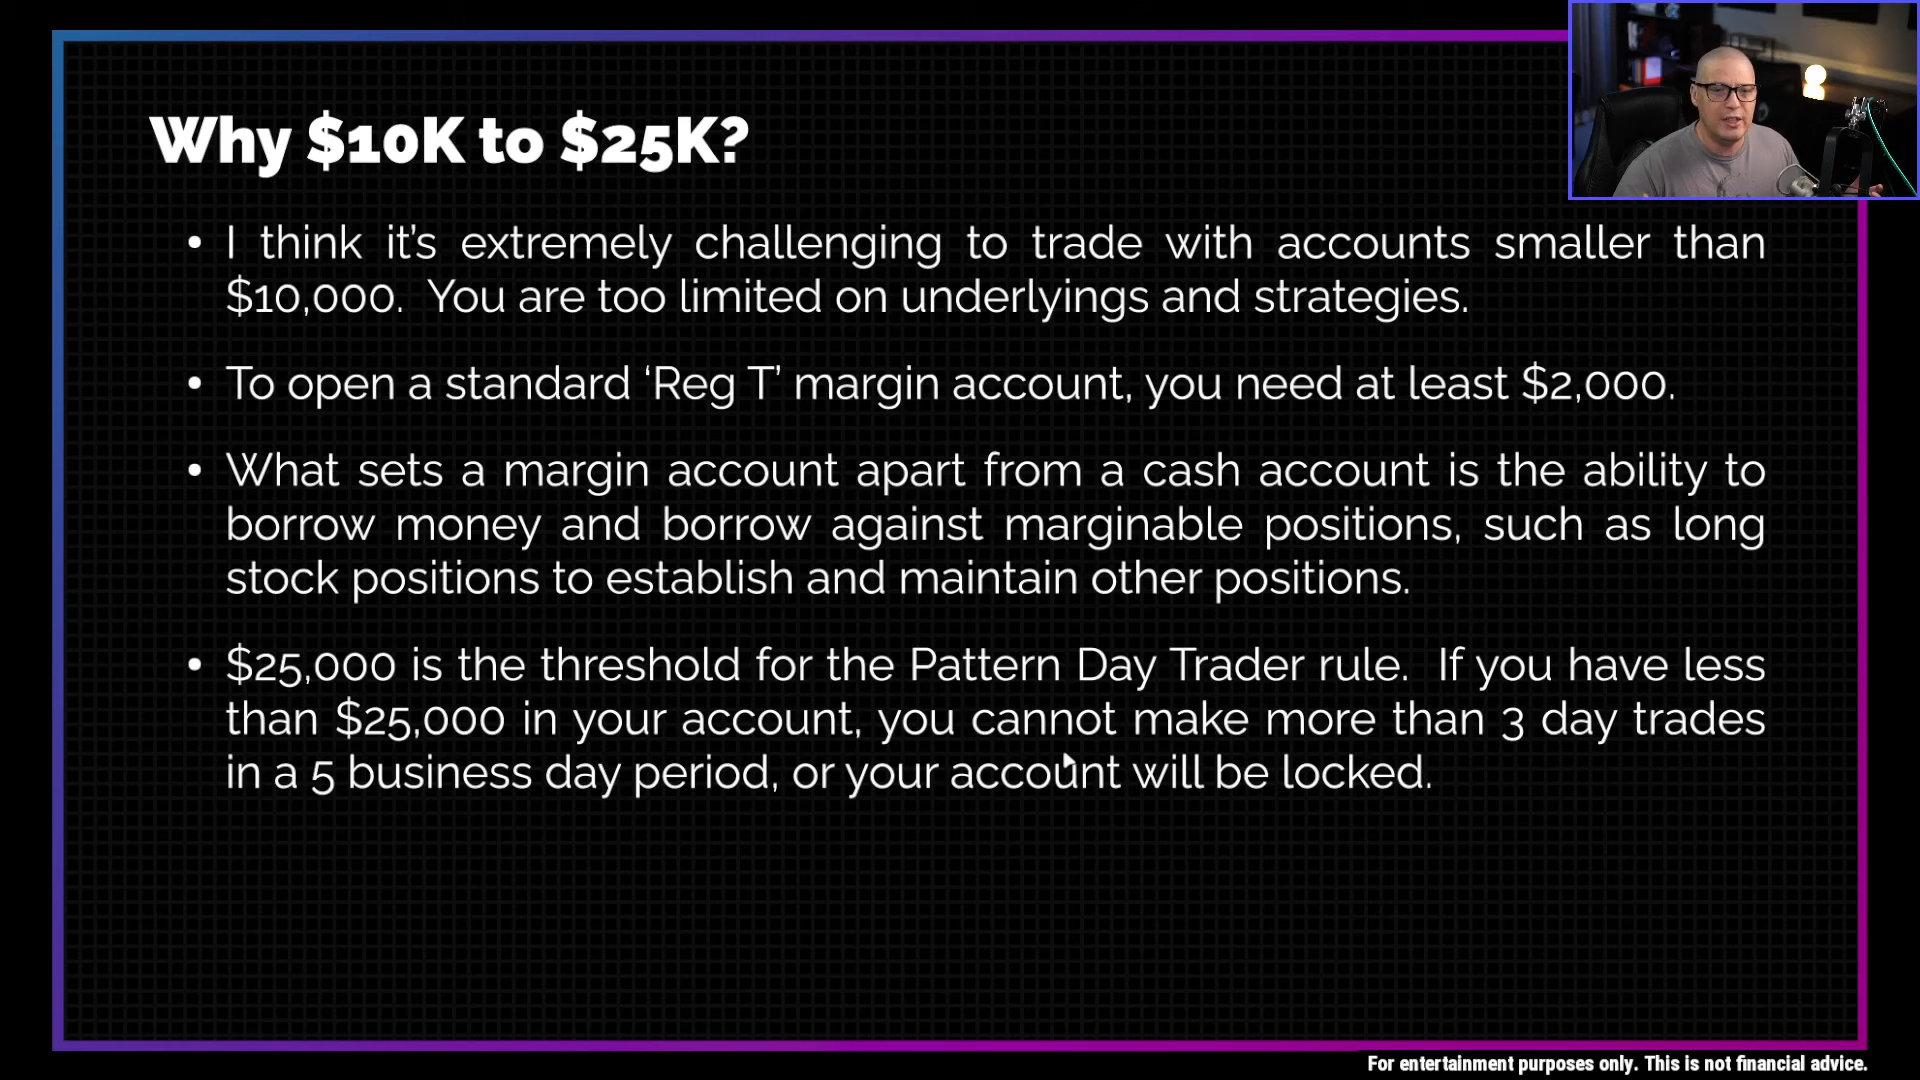 Why $10K to $25K?
• I think it’s extremely challenging to trade with accounts smaller than
$10,000. You are too limited on underlyings and strategies.
• To open a standard ‘Reg T’ margin account, you need at least $2,000.
• What sets a margin account apart from a cash account is the ability to
borrow money and borrow against marginable positions, such as long
stock positions to establish and maintain other positions.
• $25,000 is the threshold for the Pattern Day Trader rule. If you have less
than $25,000 in your account, you cannot make more than 3 day trades
in a 5 business day period, or your account will be locked.
For entertainment purposes only. This is not financial advice.